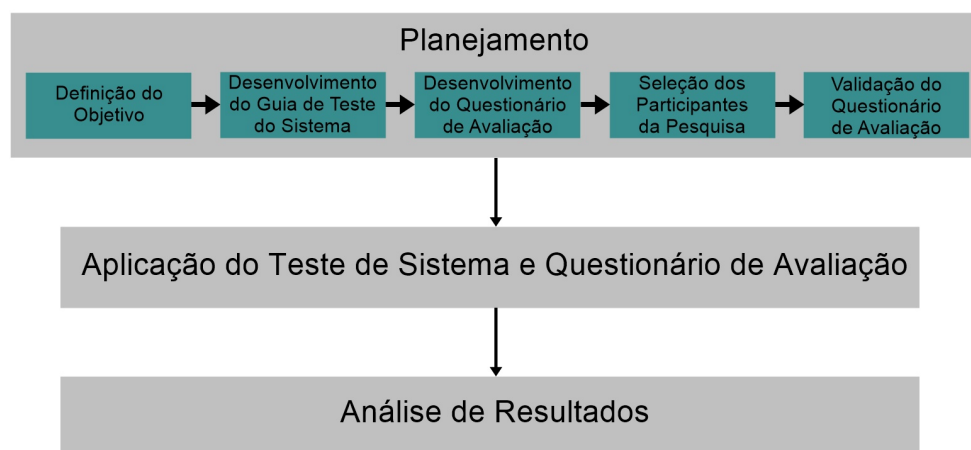 Planejamento
Definição do
Objetivo
Desenvolvimento
do Guia de Teste
do Sistema
Desenvolvimento
do Questionário
de Avaliação
Seleção dos
Participantes
da Pesquisa
Validação do
Questionário
de Avaliação
Aplicação do Teste de Sistema e Questionário de Avaliação
Análise de Resultados